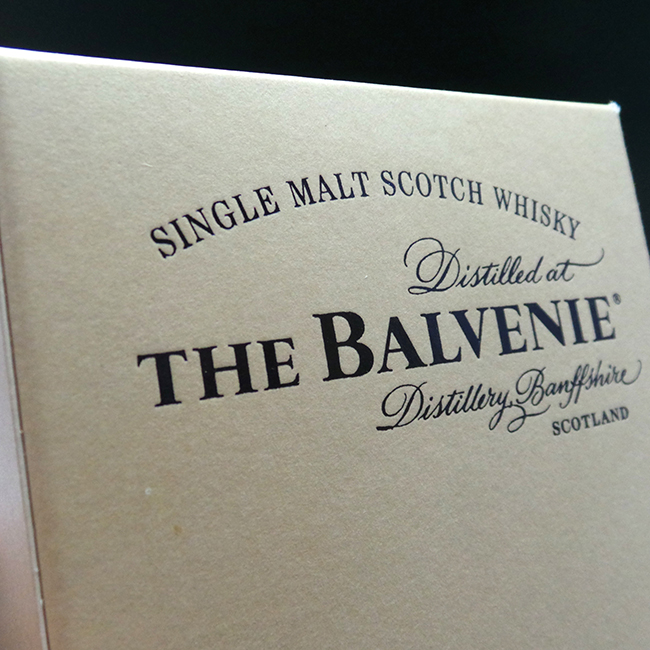 SINGLE MALT SCOTCH WHISKY
Distilled at
THE BALVENIE®
Distillery, Banffshire
SCOTLAND